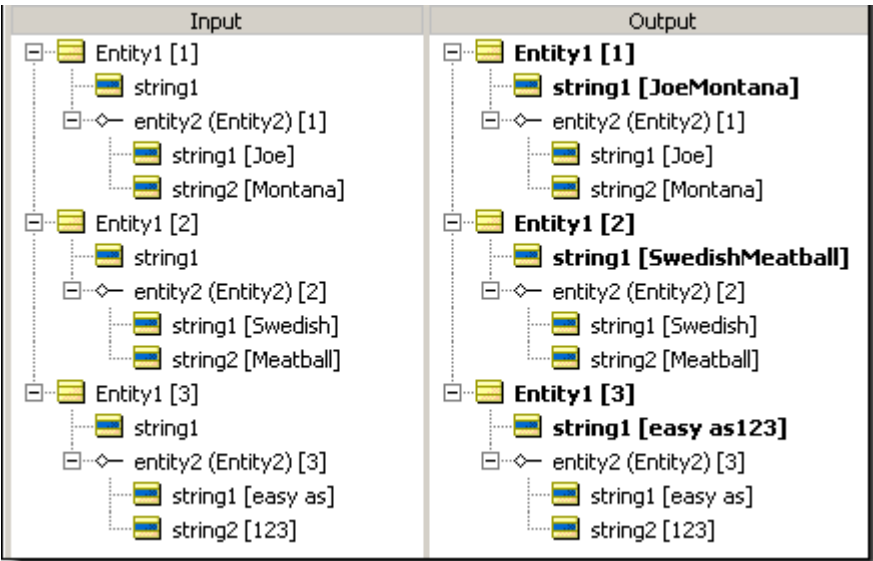 Input
Entity1 [1]
string1
entity2 (Entity2) [1]
string1 [Joe]
string2 [Montana]
Entity1 [2]
string1
entity2 (Entity2) [2]
string1 [Swedish]
string2 [Meatball]
Entity1 [3]
string1
entity2 (Entity2) [3]
string1 [easy as]
string2 [123]
Output
Entity1 [1]
string1 [JoeMontana]
entity2 (Entity2) [1]
string1 [Joe]
string2 [Montana]
Entity1 [2]
string1 [SwedishMeatball]
entity2 (Entity2) [2]
string1 [Swedish]
string2 [Meatball]
Entity1 [3]
string1 [easy as123]
entity2 (Entity2) [3]
string1 [easy as]
string2 [123]